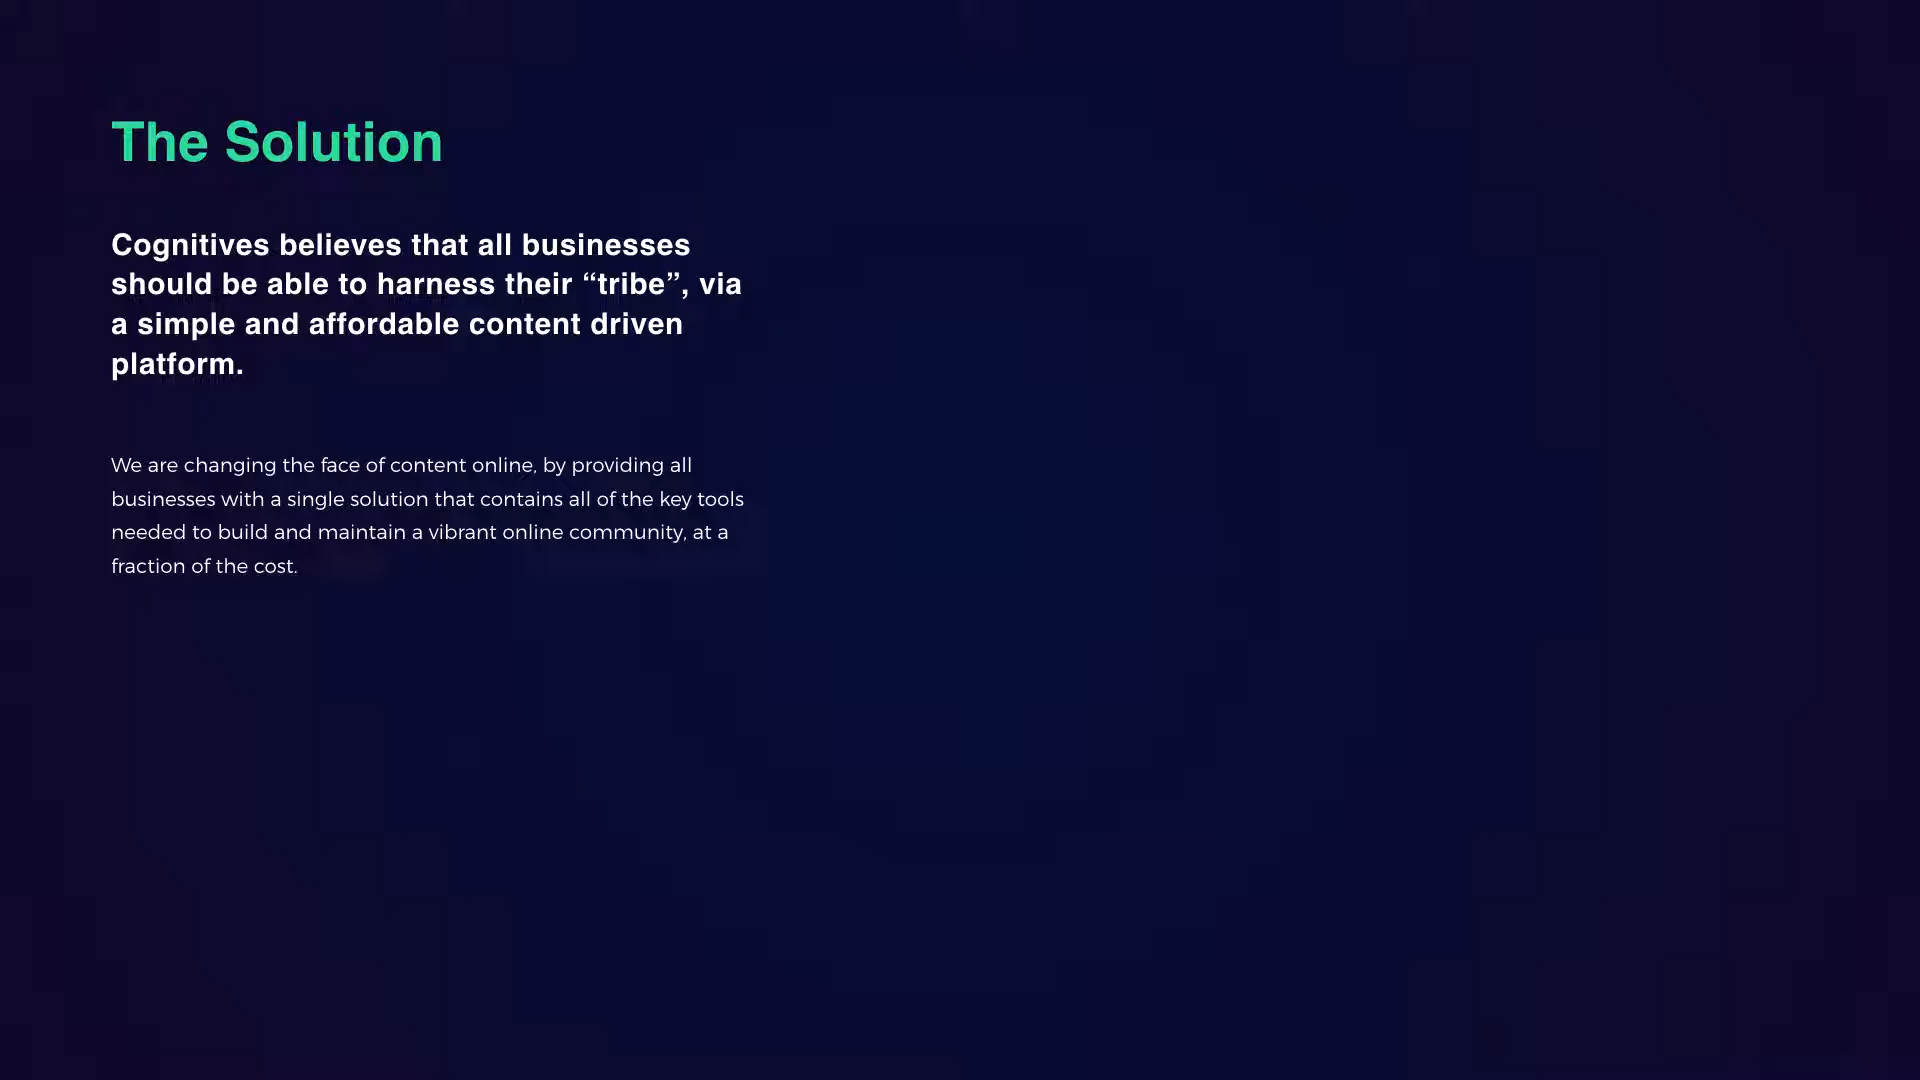 The Solution
Cognitives believes that all businesses
should be able to harness their “tribe”, via
a simple and affordable content driven
platform.
We are changing the face of content online, by providing all
businesses with a single solution that contains all of the key tools
needed to build and maintain a vibrant online community, at a
fraction of the cost.